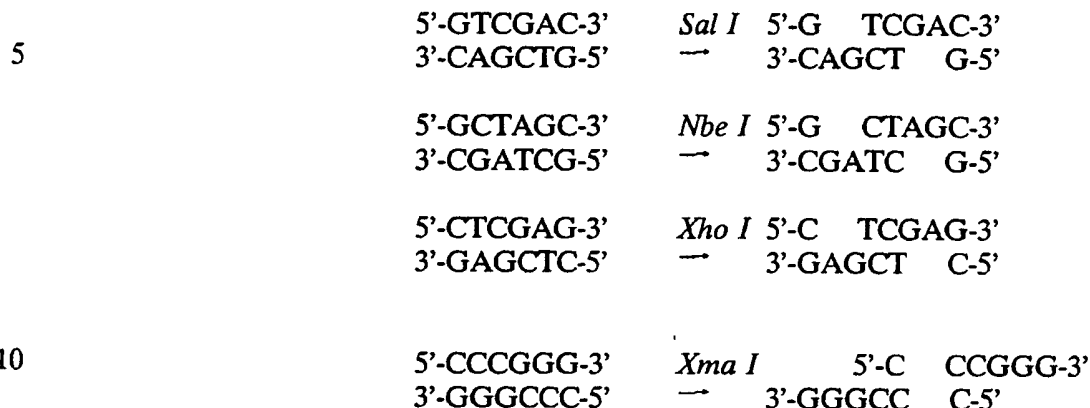 5'-GTCGAC-3' Sal I 5'-G TCGAC-3'
5 3'-CAGCTG-5' → 3'-CAGCT G-5'
5'-GCTAGC-3' Nbe I 5'-G CTAGC-3'
3'-CGATCG-5' → 3'-CGATC G-5'
5'-CTCGAG-3' Xho I 5'-C TCGAG-3'
3'-GAGCTC-5' → 3'-GAGCT C-5'
10 5'-CCCGGG-3' Xma I 5'-C CCGGG-3'
3'-GGGCCC-5' → 3'-GGGCC C-5'